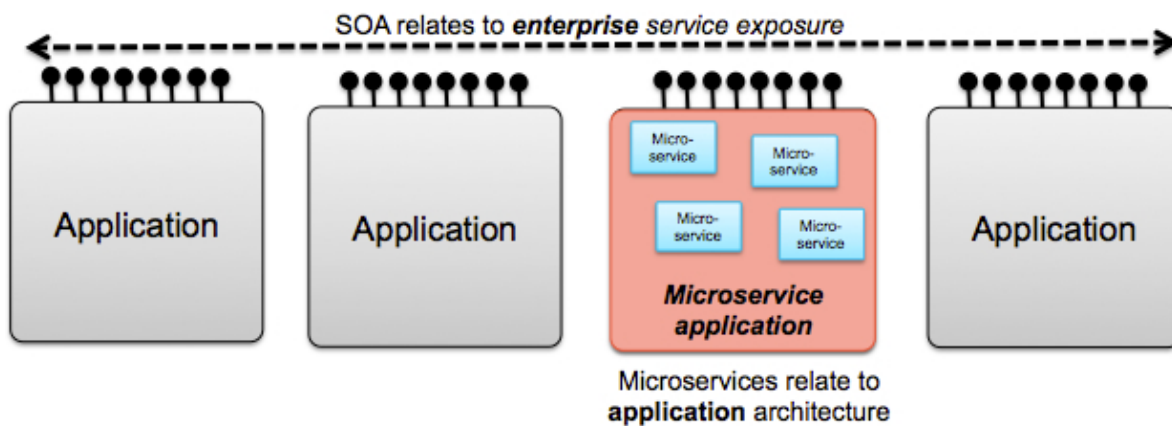 SOA relates to enterprise service exposure
Application
Application
Micro-
service
Micro-
service
Micro-
service
Micro-
service
Microservice
application
Application
Microservices relate to
application architecture